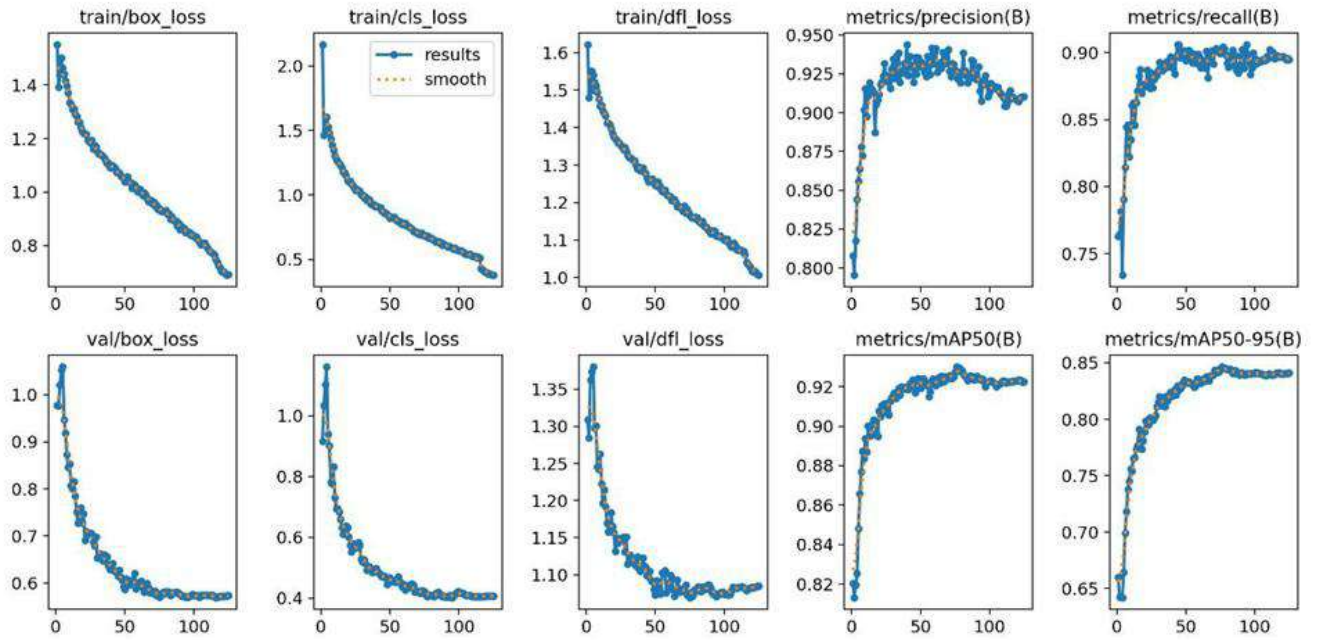 train/box_loss
train/cls_loss
train/dfl_loss
metrics/precision(B)
metrics/recall(B)
1.4
1.2
1.0
0.8
0 50 100
2.0
1.5
1.0
0.5
results
smooth
0 50 100
1.6
1.5
1.4
1.3
1.2
1.1
1.0
0 50 100
0.950
0.925
0.900
0.875
0.850
0.825
0.800
0 50 100
0.90
0.85
0.80
0.75
0 50 100
val/box_loss
val/cls_loss
val/dfl_loss
metrics/mAP50(B)
metrics/mAP50-95(B)
1.0
0.9
0.8
0.7
0.6
0 50 100
1.0
0.8
0.6
0.4
0 50 100
1.35
1.30
1.25
1.20
1.15
1.10
0 50 100
0.92
0.90
0.88
0.86
0.84
0.82
0 50 100
0.85
0.80
0.75
0.70
0.65
0 50 100